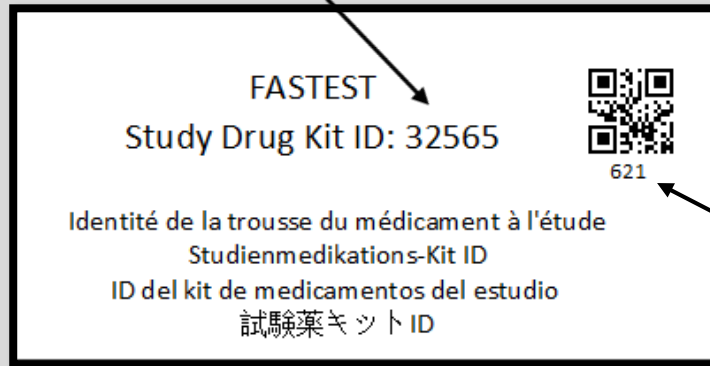 FASTEST
Study Drug Kit ID: 32565
621
Identité de la trousse du médicament à l'étude
Studienmedikations-Kit ID
ID del kit de medicamentos del estudio
試験薬キットID